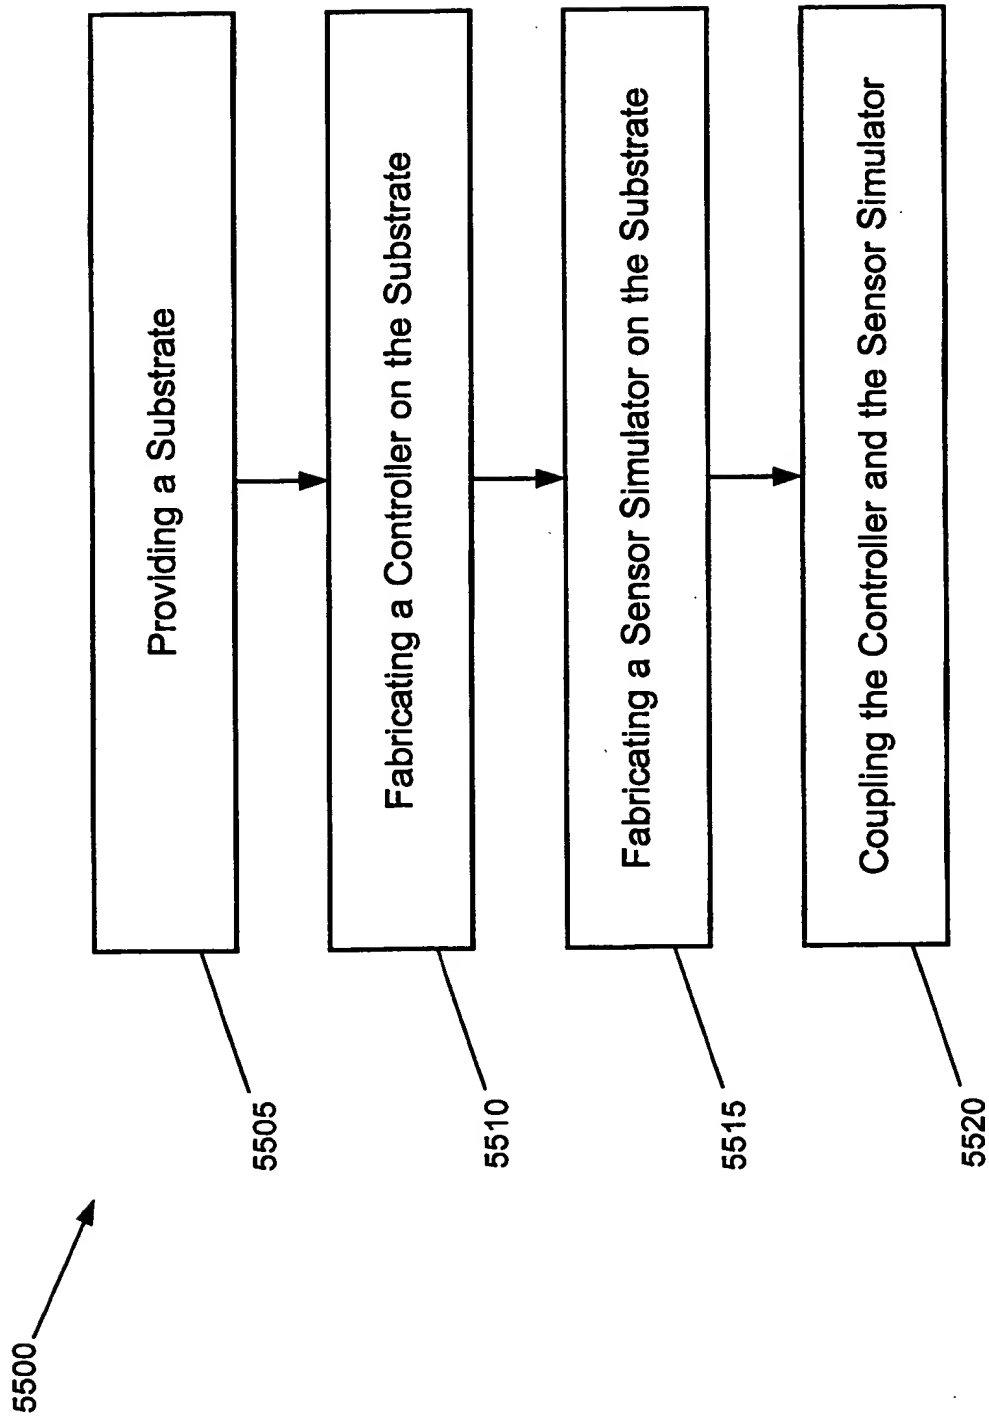 5500
5505
Providing a Substrate
5510
Fabricating a Controller on the Substrate
5515
Fabricating a Sensor Simulator on the Substrate
5520
Coupling the Controller and the Sensor Simulator